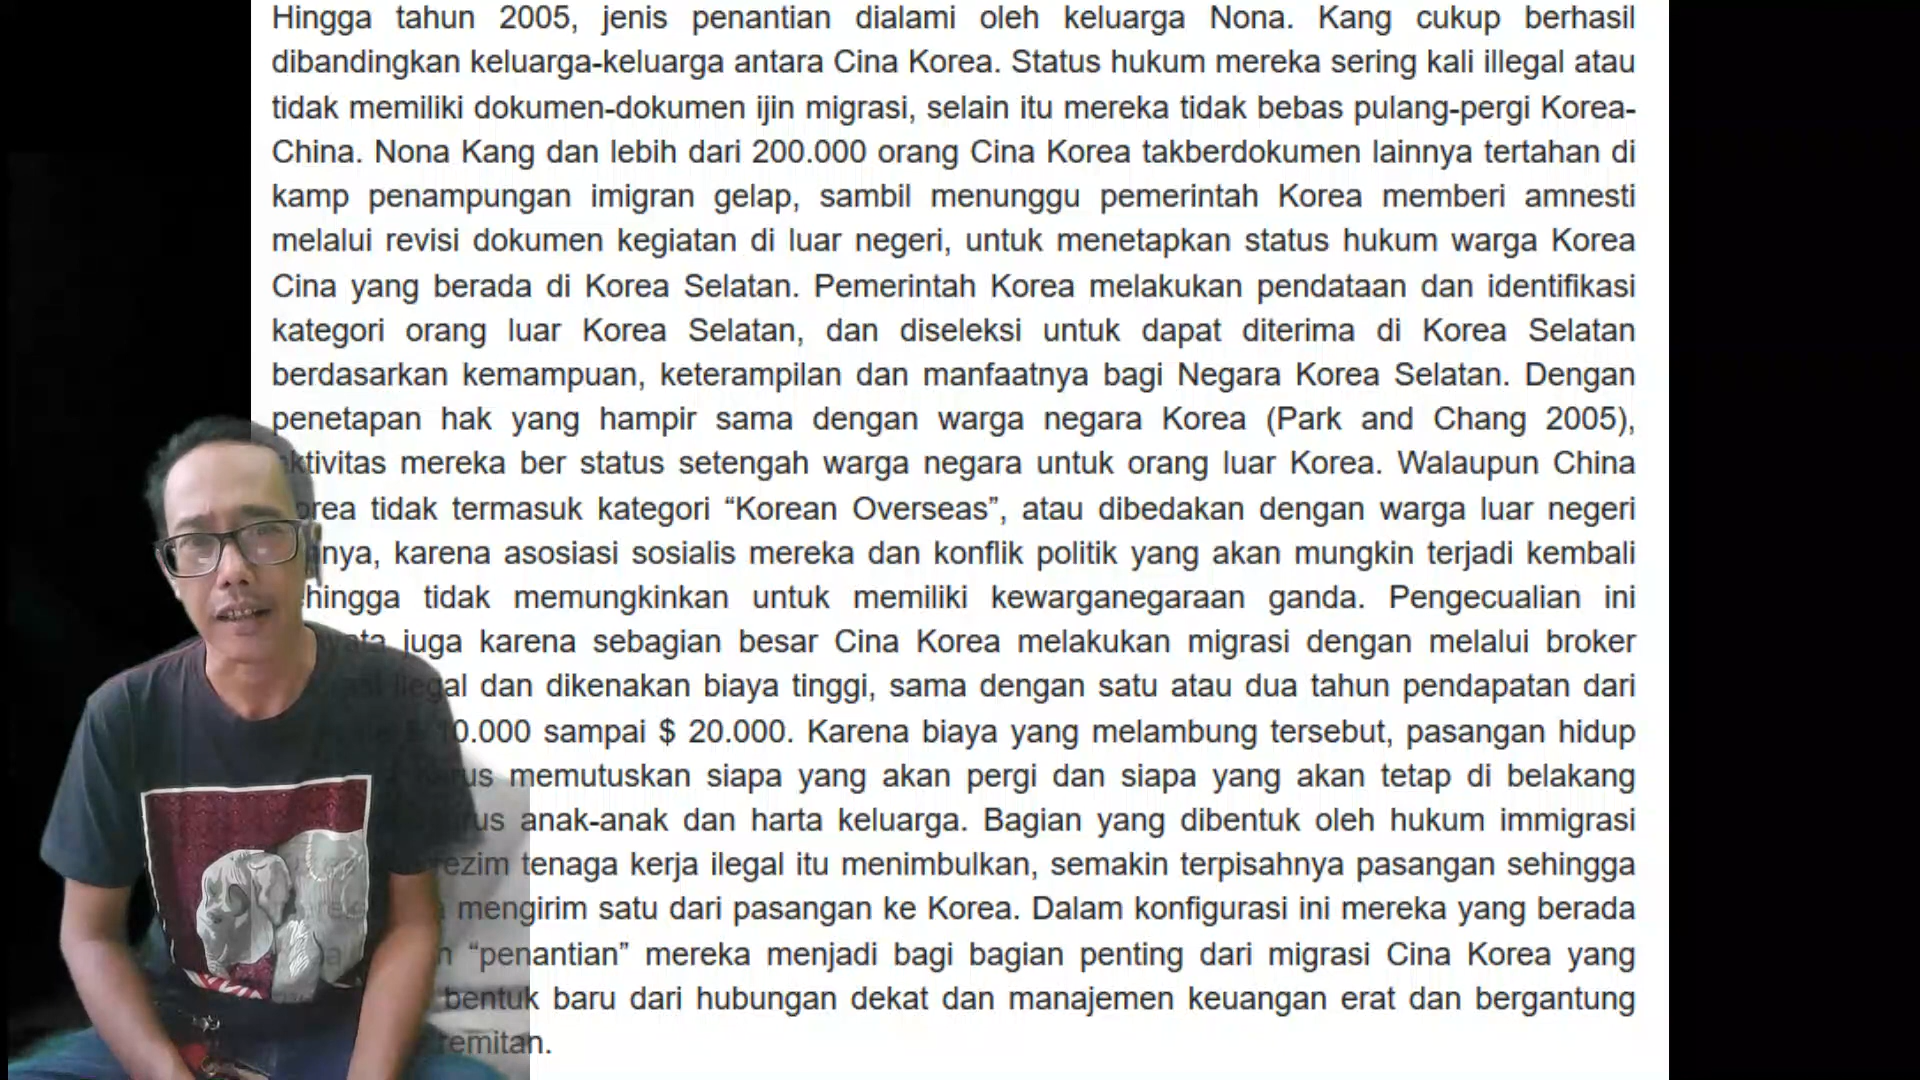 Hingga tahun 2005, jenis penantian dialami oleh keluarga Nona. Kang cukup berhasil
dibandingkan keluarga-keluarga antara Cina Korea. Status hukum mereka sering kali illegal atau
tidak memiliki dokumen-dokumen ijin migrasi, selain itu mereka tidak bebas pulang-pergi Korea-
China. Nona Kang dan lebih dari 200.000 orang Cina Korea takberdokumen lainnya tertahan di
kamp penampungan imigran gelap, sambil menunggu pemerintah Korea memberi amnesti
melalui revisi dokumen kegiatan di luar negeri, untuk menetapkan status hukum warga Korea
Cina yang berada di Korea Selatan. Pemerintah Korea melakukan pendataan dan identifikasi
kategori orang luar Korea Selatan, dan diseleksi untuk dapat diterima di Korea Selatan
berdasarkan kemampuan, keterampilan dan manfaatnya bagi Negara Korea Selatan. Dengan
penetapan hak yang hampir sama dengan warga negara Korea (Park and Chang 2005),
aktivitas mereka ber status setengah warga negara untuk orang luar Korea. Walaupun China
Korea tidak termasuk kategori “Korean Overseas”, atau dibedakan dengan warga luar negeri
karena asosiasi sosialis mereka dan konflik politik yang akan mungkin terjadi kembali
sehingga tidak memungkinkan untuk memiliki kewarganegaraan ganda. Pengecualian ini
juga karena sebagian besar Cina Korea melakukan migrasi dengan melalui broker
ilegal dan dikenakan biaya tinggi, sama dengan satu atau dua tahun pendapatan dari
$ 10.000 sampai $ 20.000. Karena biaya yang melambung tersebut, pasangan hidup
harus memutuskan siapa yang akan pergi dan siapa yang akan tetap di belakang
anak-anak dan harta keluarga. Bagian yang dibentuk oleh hukum immigrasi
rezim tenaga kerja ilegal itu menimbulkan, semakin terpisahnya pasangan sehingga
mengirim satu dari pasangan ke Korea. Dalam konfigurasi ini mereka yang berada
“penantian” mereka menjadi bagi bagian penting dari migrasi Cina Korea yang
bentuk baru dari hubungan dekat dan manajemen keuangan erat dan bergantung
remitan.